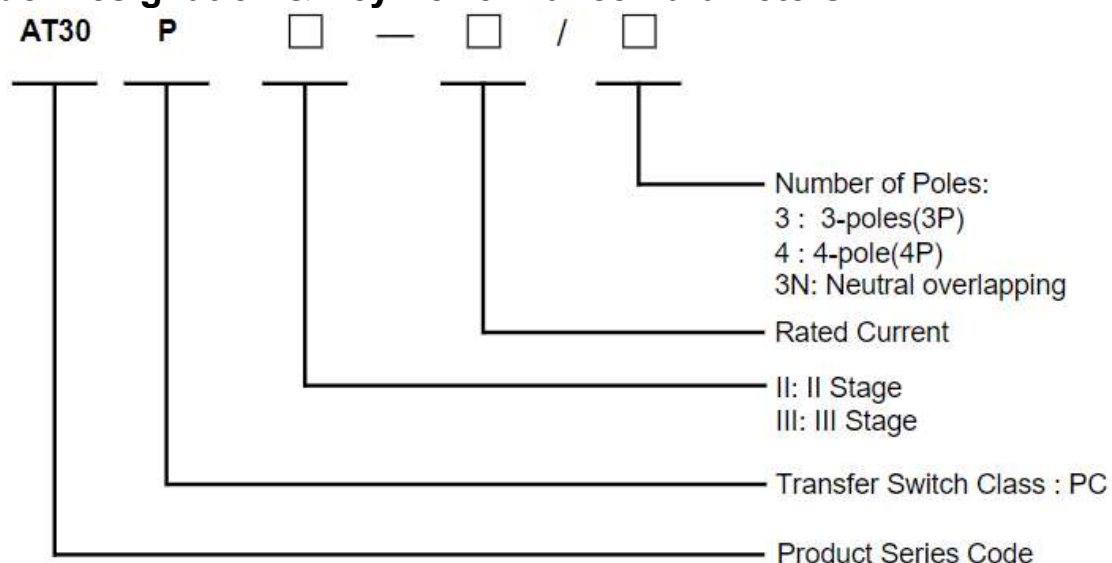 AT30 P □ — □ / □
Number of Poles:
3 : 3-poles(3P)
4 : 4-pole(4P)
3N: Neutral overlapping
Rated Current
II: II Stage
III: III Stage
Transfer Switch Class : PC
Product Series Code